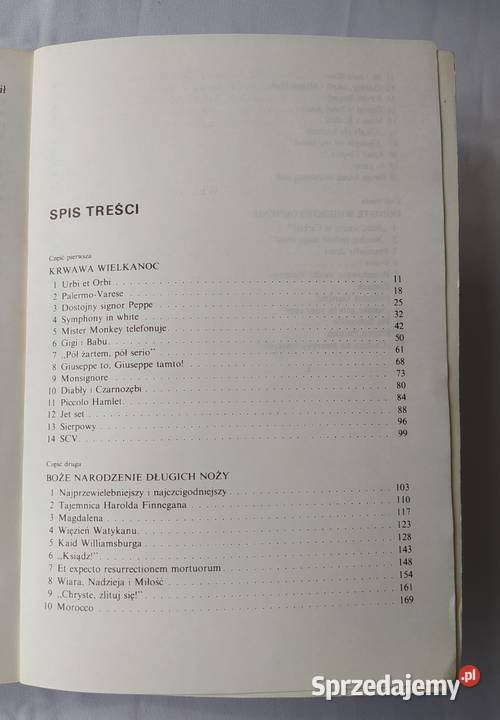 ił
SPIS TREŚCI
Część pierwsza
KRWAWA WIELKANOC
1 Urbi et Orbi 11
2 Palermo-Varese 18
3 Dostojny signor Peppe 25
4 Symphony in white 32
5 Mister Monkey telefonuje 42
6 Gigi i Babu 50
7 „Pół żartem, pół serio” 61
8 Giuseppe to, Giuseppe tamto! 68
9 Monsignore 73
10 Diabły i Czarnozębi 80
11 Piccolo Hamlet 84
12 Jet set 88
13 Sierpowy 96
14 SCV 99
Część druga
BOŻE NARODZENIE DŁUGICH NOŻY
1 Najprzewielebniejszy i najczcigodniejszy 103
2 Tajemnica Harolda Finnegana 110
3 Magdalena 117
4 Więzień Watykanu 123
5 Kaid Williamsburga 128
6 „Ksiądz!” 143
7 Et expecto resurrectionem mortuorum 148
8 Wiara, Nadzieja i Miłość 154
9 „Chryste, zlituj się!” 161
10 Morocco 169
Sprzedajemy.pl